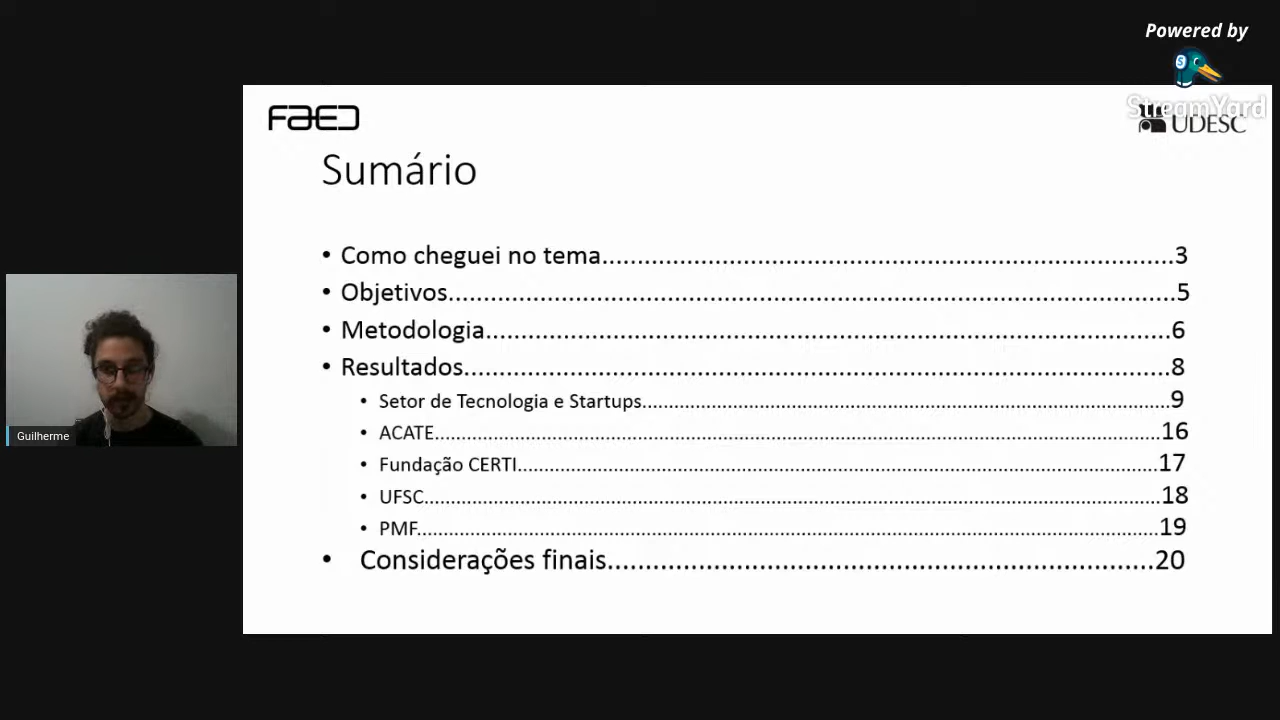 Powered by
StreamYard
FAED
UDESC
Sumário
• Como cheguei no tema..........................................................................3
• Objetivos...............................................................................................5
• Metodologia..........................................................................................6
• Resultados.............................................................................................8
• Setor de Tecnologia e Startups...............................................................................9
• ACATE.....................................................................................................................16
• Fundação CERTI......................................................................................................17
• UFSC.......................................................................................................................18
• PMF........................................................................................................................19
• Considerações finais..........................................................20
Guilherme